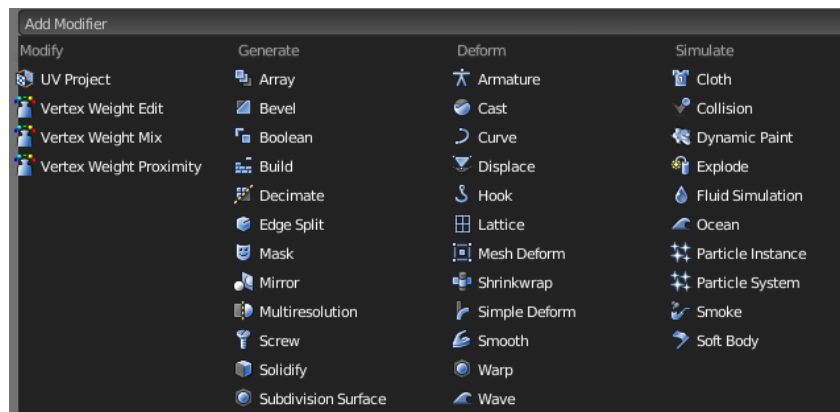 Add Modifier
Modify
UV Project
Vertex Weight Edit
Vertex Weight Mix
Vertex Weight Proximity
Generate
Array
Bevel
Boolean
Build
Decimate
Edge Split
Mask
Mirror
Multiresolution
Screw
Solidify
Subdivision Surface
Deform
Armature
Cast
Curve
Displace
Hook
Lattice
Mesh Deform
Shrinkwrap
Simple Deform
Smooth
Warp
Wave
Simulate
Cloth
Collision
Dynamic Paint
Explode
Fluid Simulation
Ocean
Particle Instance
Particle System
Smoke
Soft Body